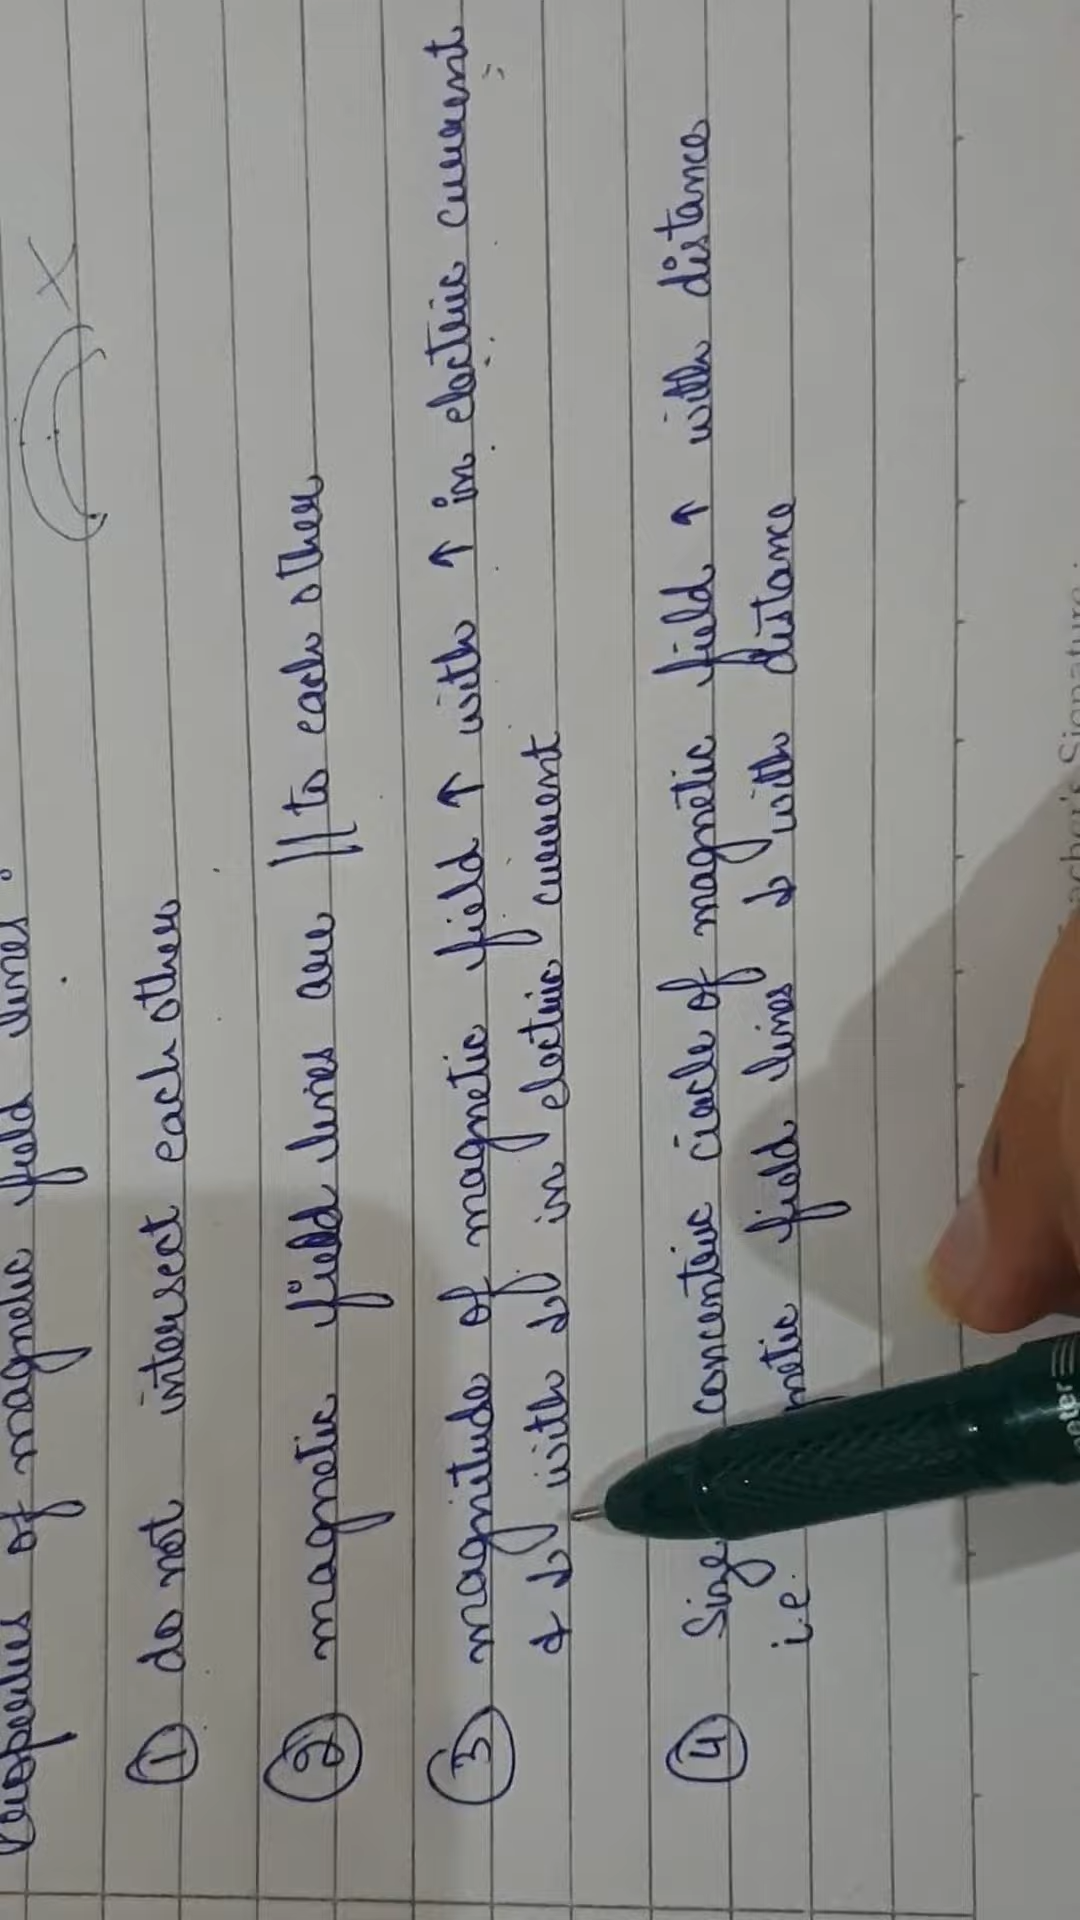 Properties of magnetic field lines :
① do not intersect each other
② magnetic field lines are || to each other
③ magnitude of magnetic field ↑ with ↑ in electric current
& ↓ with ↓ in electric current
④ Size concentric circle of magnetic field ↑ with distance
i.e. netic field lines ↓ with distance
Signature :